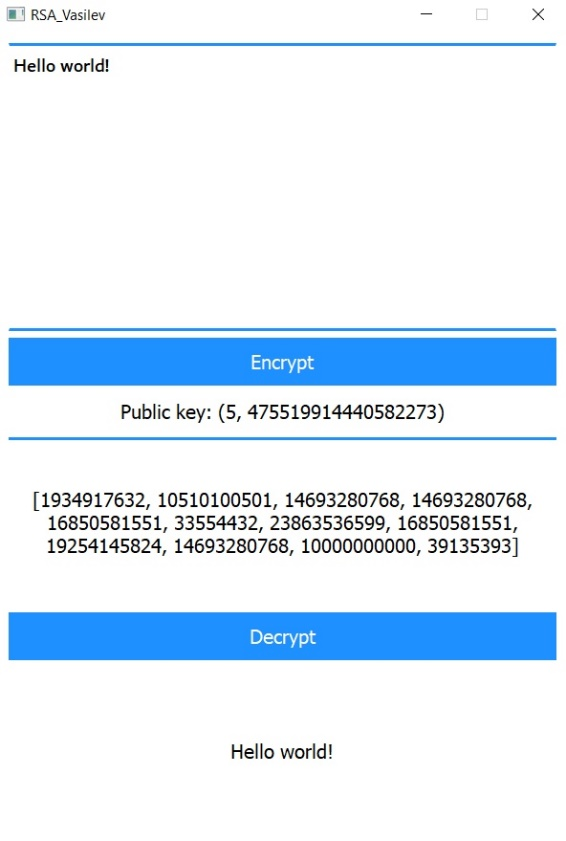 RSA_Vasilev
Hello world!
Encrypt
Public key: (5, 475519914440582273)
[1934917632, 10510100501, 14693280768, 14693280768,
16850581551, 33554432, 23863536599, 16850581551,
19254145824, 14693280768, 10000000000, 39135393]
Decrypt
Hello world!